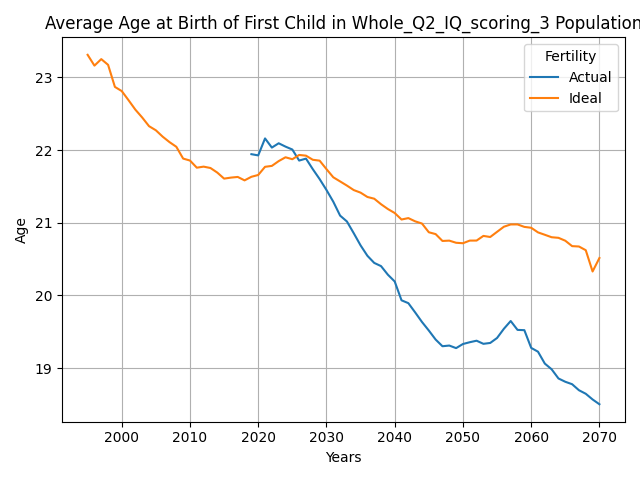 Average Age at Birth of First Child in Whole_Q2_IQ_scoring_3 Population
Fertility
Actual
Ideal
Age
23
22
21
20
19
2000 2010 2020 2030 2040 2050 2060 2070
Years